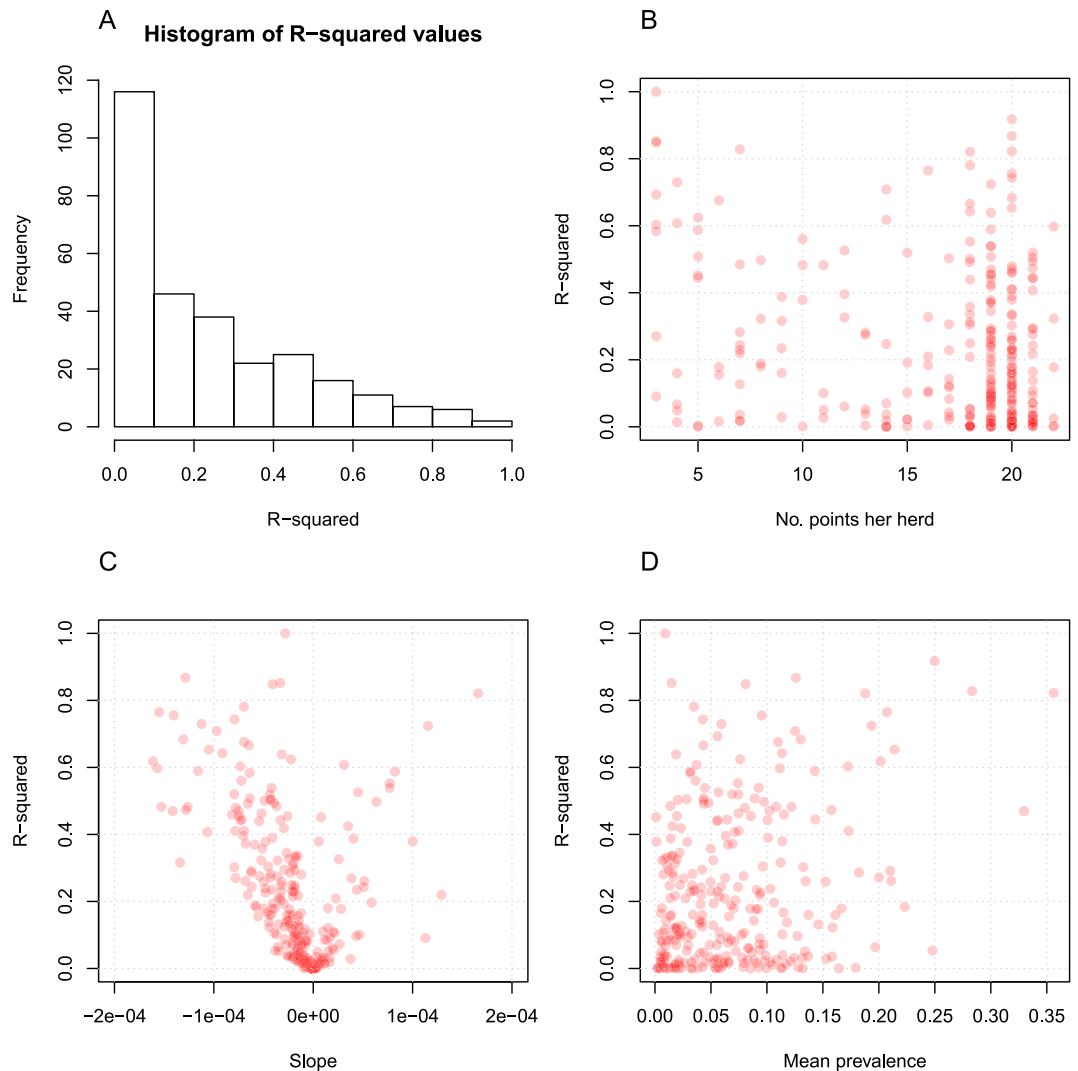 A
Histogram of R−squared values
Frequency
0 20 40 60 80 100 120
0.0 0.2 0.4 0.6 0.8 1.0
R−squared
B
R−squared
0.0 0.2 0.4 0.6 0.8 1.0
5 10 15 20
No. points her herd
C
R−squared
0.0 0.2 0.4 0.6 0.8 1.0
−2e−04 −1e−04 0e+00 1e−04 2e−04
Slope
D
R−squared
0.0 0.2 0.4 0.6 0.8 1.0
0.00 0.05 0.10 0.15 0.20 0.25 0.30 0.35
Mean prevalence